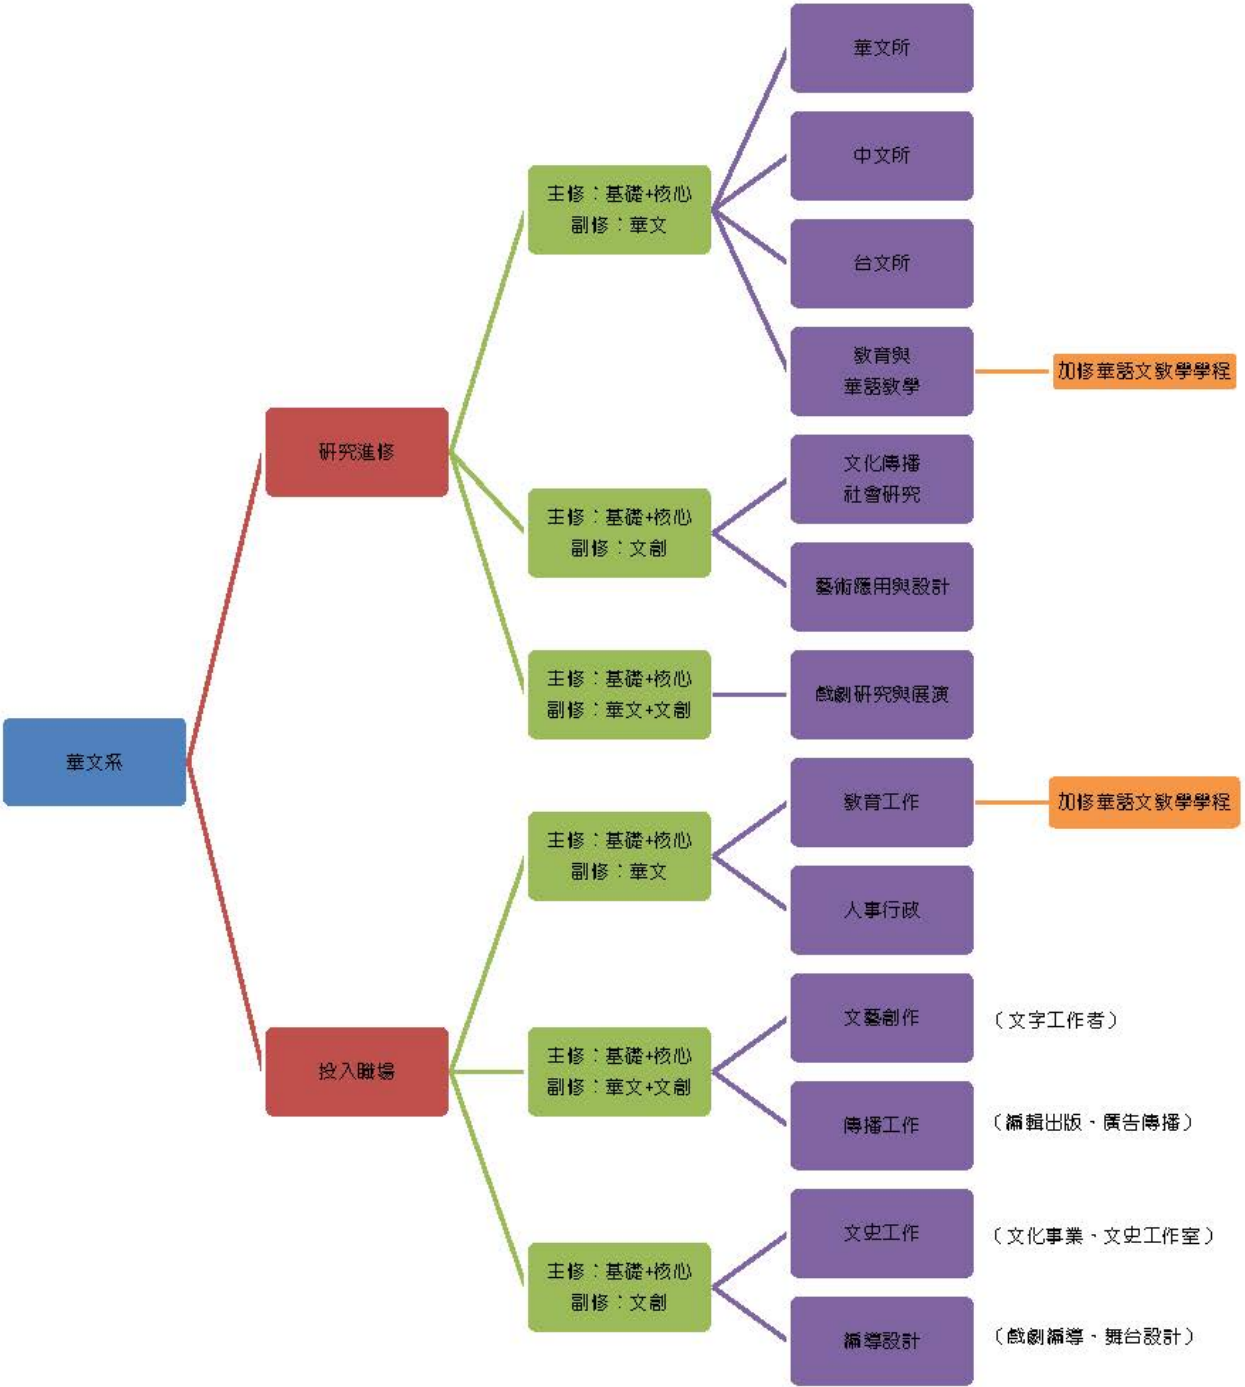 華文系
研究進修
主修：基礎+核心
副修：華文
華文所
中文所
台文所
教育與
華語教學
加修華語文教學學程
主修：基礎+核心
副修：文創
文化傳播
社會研究
藝術應用與設計
主修：基礎+核心
副修：華文+文創
戲劇研究與展演
投入職場
主修：基礎+核心
副修：華文
教育工作
加修華語文教學學程
人事行政
主修：基礎+核心
副修：華文+文創
文藝創作
（文字工作者）
傳播工作
（編輯出版、廣告傳播）
主修：基礎+核心
副修：文創
文史工作
（文化事業、文史工作室）
編導設計
（戲劇編導、舞台設計）